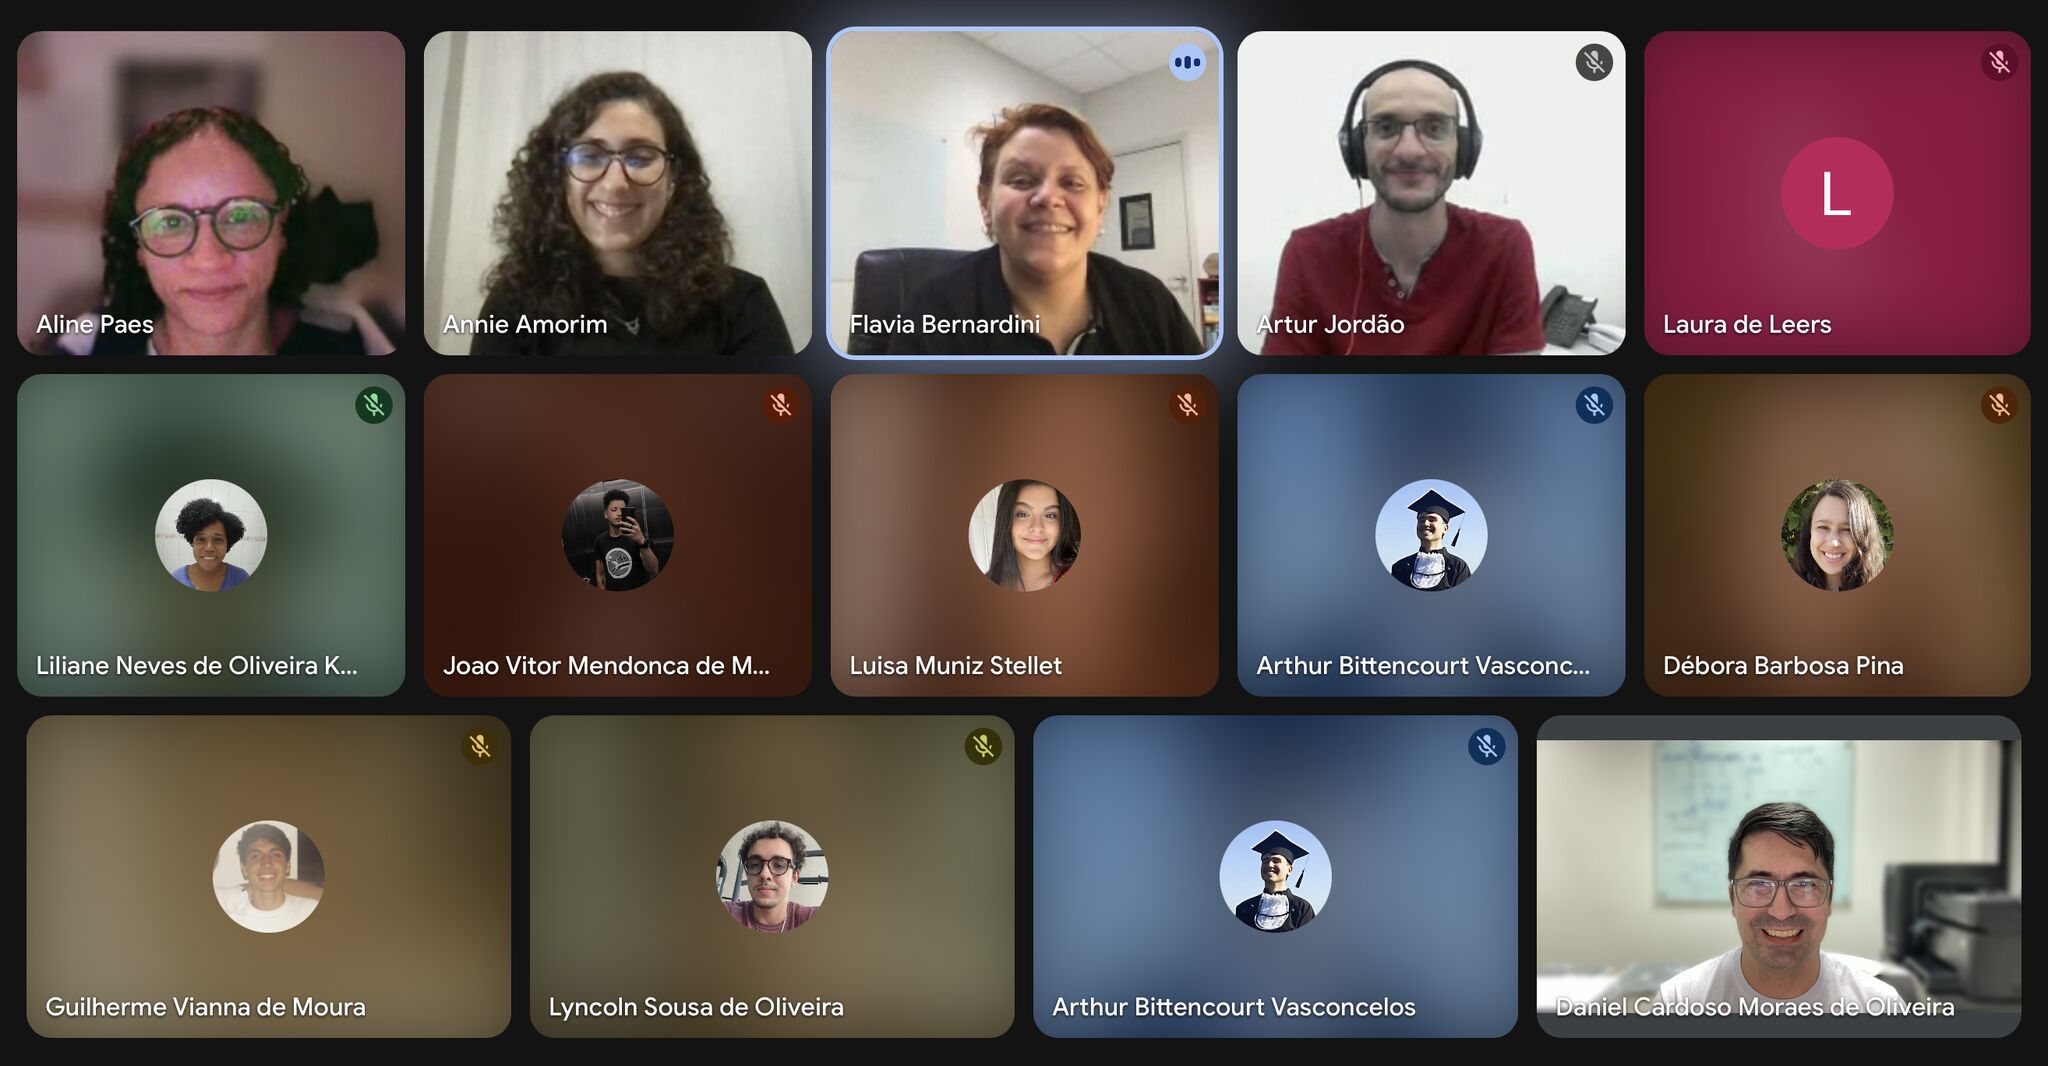 Aline Paes
Annie Amorim
Flavia Bernardini
Artur Jordão
L
Laura de Leers
Liliane Neves de Oliveira K...
Joao Vitor Mendonca de M...
Luisa Muniz Stellet
Arthur Bittencourt Vasconc...
Débora Barbosa Pina
Guilherme Vianna de Moura
Lyncoln Sousa de Oliveira
Arthur Bittencourt Vasconcelos
Daniel Cardoso Moraes de Oliveira